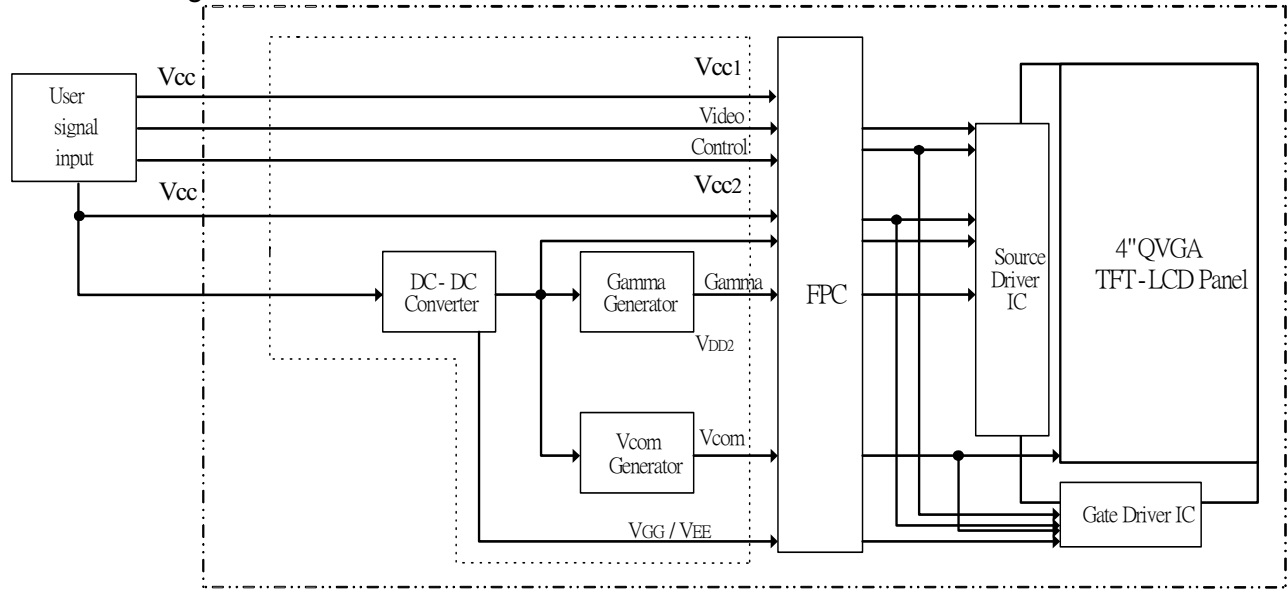 g
Vcc
Vcc1
User
signal
input
Video
Control
Vcc
Vcc2
DC - DC
Converter
Gamma
Generator
Gamma
VDD2
FPC
Source
Driver
IC
4"QVGA
TFT - LCD Panel
Vcom
Generator
Vcom
VGG / VEE
Gate Driver IC